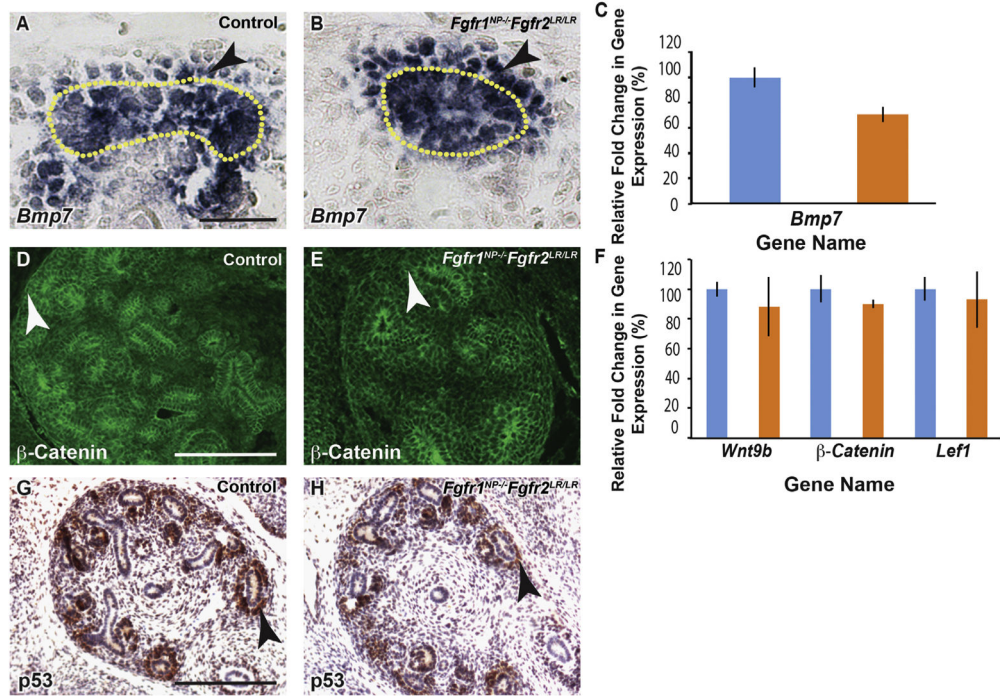 A
Control
Bmp7
B
Fgfr1NP-/-Fgfr2LR/LR
Bmp7
C
Relative Fold Change in Gene
Expression (%)
120
100
80
60
40
20
0
Bmp7
Gene Name
D
Control
β-Catenin
E
Fgfr1NP-/-Fgfr2LR/LR
β-Catenin
F
Relative Fold Change in Gene
Expression (%)
120
100
80
60
40
20
0
Wnt9b β-Catenin Lef1
Gene Name
G
Control
p53
H
Fgfr1NP-/-Fgfr2LR/LR
p53